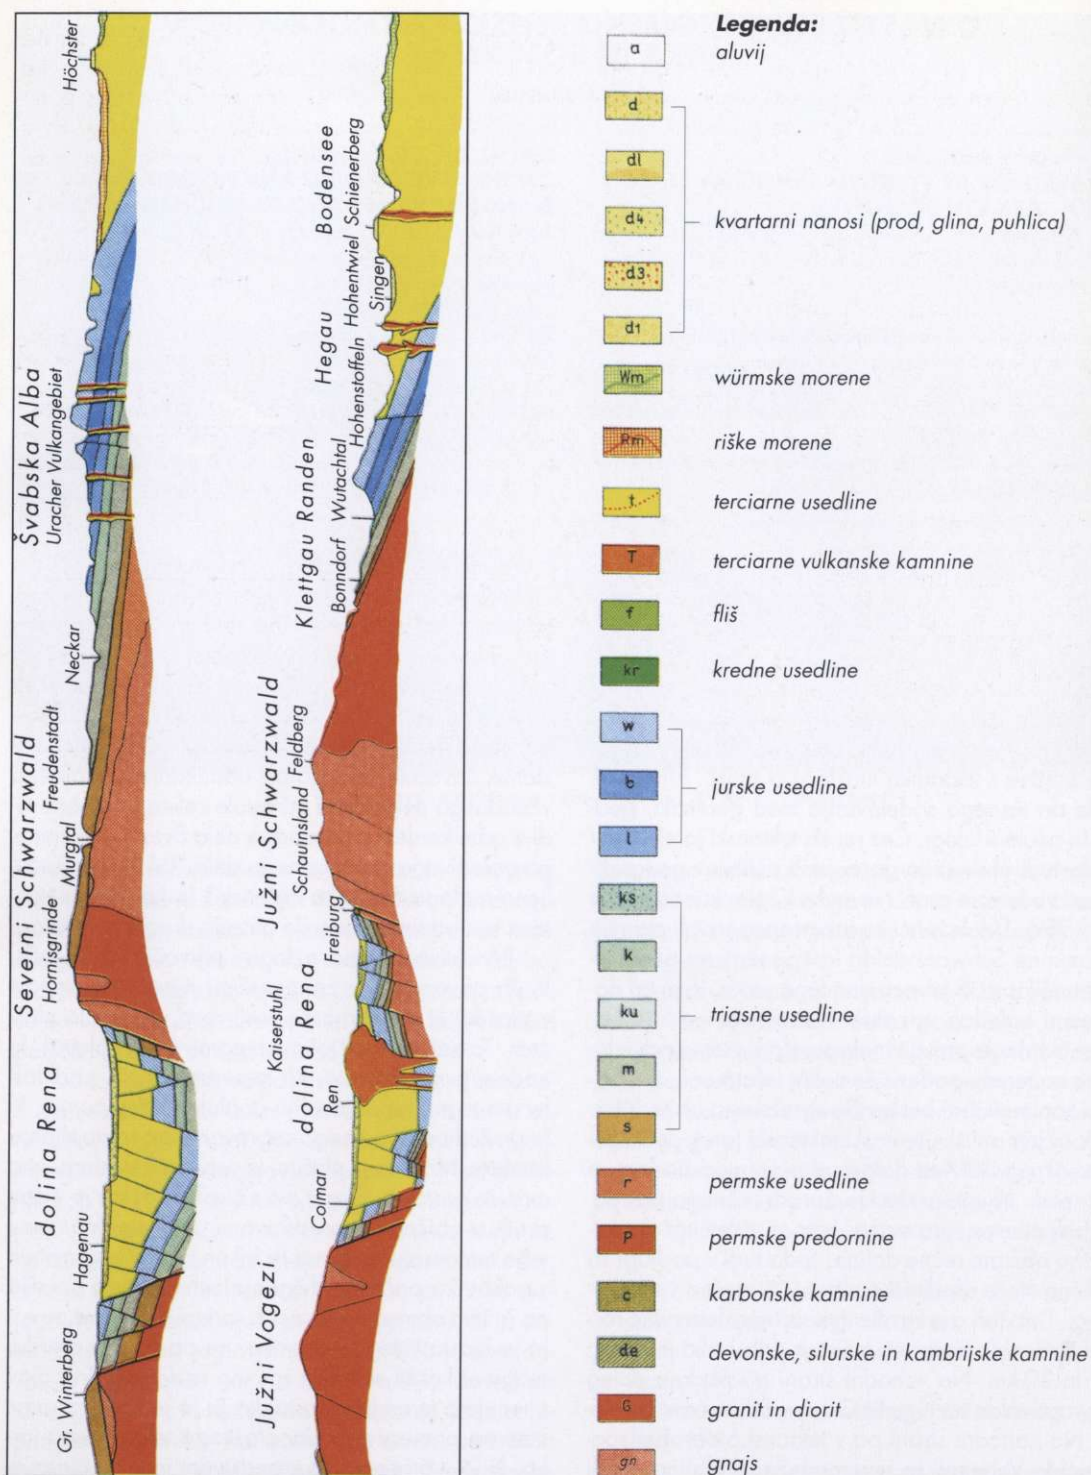 Höchster
Švabska Alba
Uracher Vulkangebiet
Neckar
Severni Schwarzwald
Freudenstadt
Murgtal
Hornisgrinde
dolina Rena
Hagenau
Gr. Winterberg
Bodensee
Schienerberg
Hohentwiel
Singen
Hegau
Hohenstoffeln
Klettgau Randen
Wutachtal
Bonndorf
Južni Schwarzwald
Feldberg
Schauinsland
Freiburg
Kaiserstuhl
dolina Rena
Ren
Colmar
Južni Vogezi
Legenda:
a aluvij
d
dl
d4 kvartarni nanosi (prod, glina, puhlica)
d3
d1
Wm würmske morene
Rm riške morene
t terciarne usedline
T terciarne vulkanske kamnine
f fliš
kr kredne usedline
w
b jurske usedline
l
ks
k
ku triasne usedline
m
s
r permske usedline
P permske predornine
c karbonske kamnine
de devonske, silurske in kambrijske kamnine
G granit in diorit
gn gnajs